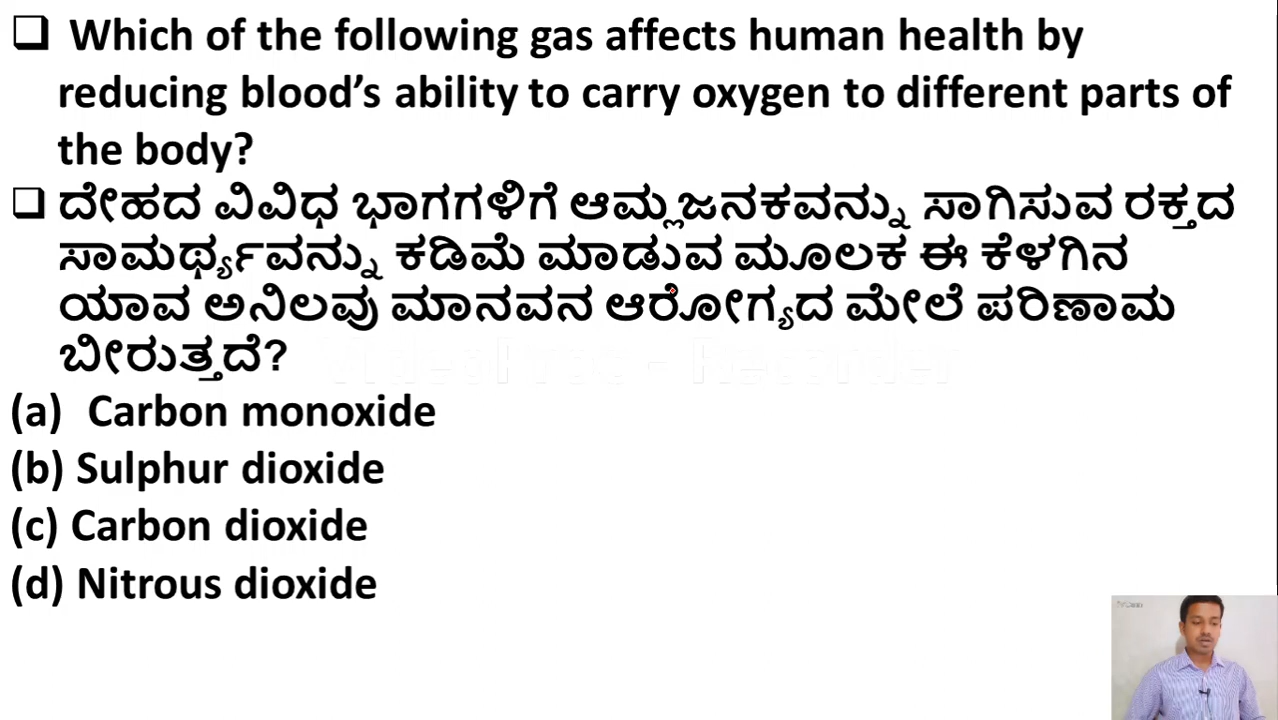 Which of the following gas affects human health by
reducing blood’s ability to carry oxygen to different parts of
the body?
ದೇಹದ ವಿವಿಧ ಭಾಗಗಳಿಗೆ ಆಮ್ಲಜನಕವನ್ನು ಸಾಗಿಸುವ ರಕ್ತದ
ಸಾಮರ್ಥ್ಯವನ್ನು ಕಡಿಮೆ ಮಾಡುವ ಮೂಲಕ ಈ ಕೆಳಗಿನ
ಯಾವ ಅನಿಲವು ಮಾನವನ ಆರೋಗ್ಯದ ಮೇಲೆ ಪರಿಣಾಮ
ಬೀರುತ್ತದೆ?
VideoProc - Recorder
(a) Carbon monoxide
(b) Sulphur dioxide
(c) Carbon dioxide
(d) Nitrous dioxide